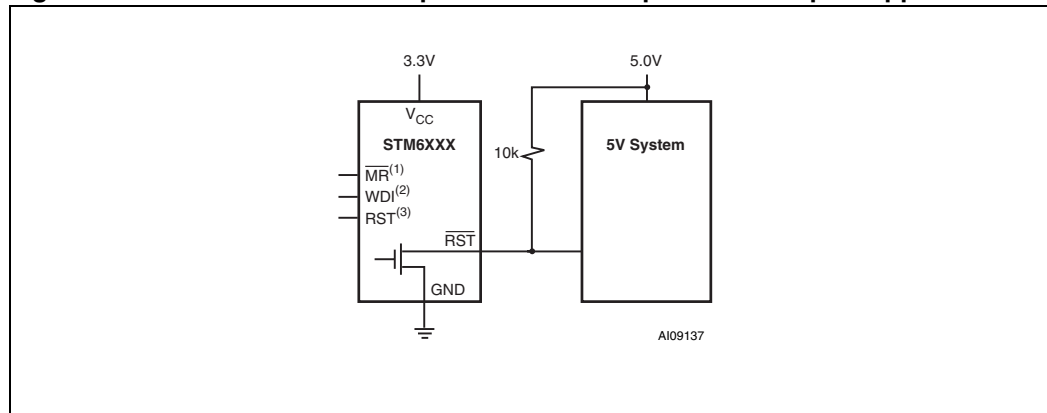 3.3V
5.0V
VCC
STM6XXX
5V System
10k
MR(1)
WDI(2)
RST(3)
RST
GND
AI09137